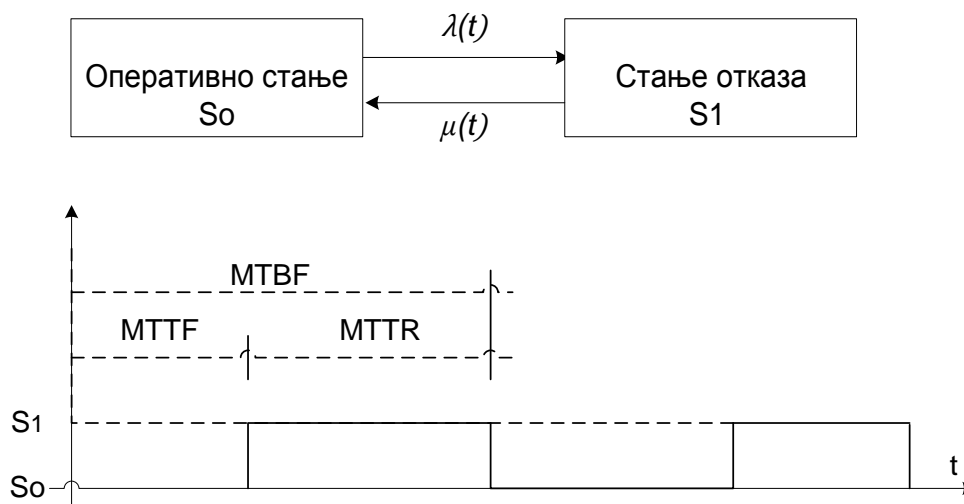 λ(t)
Оперативно стање
So
Стање отказа
S1
μ(t)
MTBF
MTTF
MTTR
S1
t
So